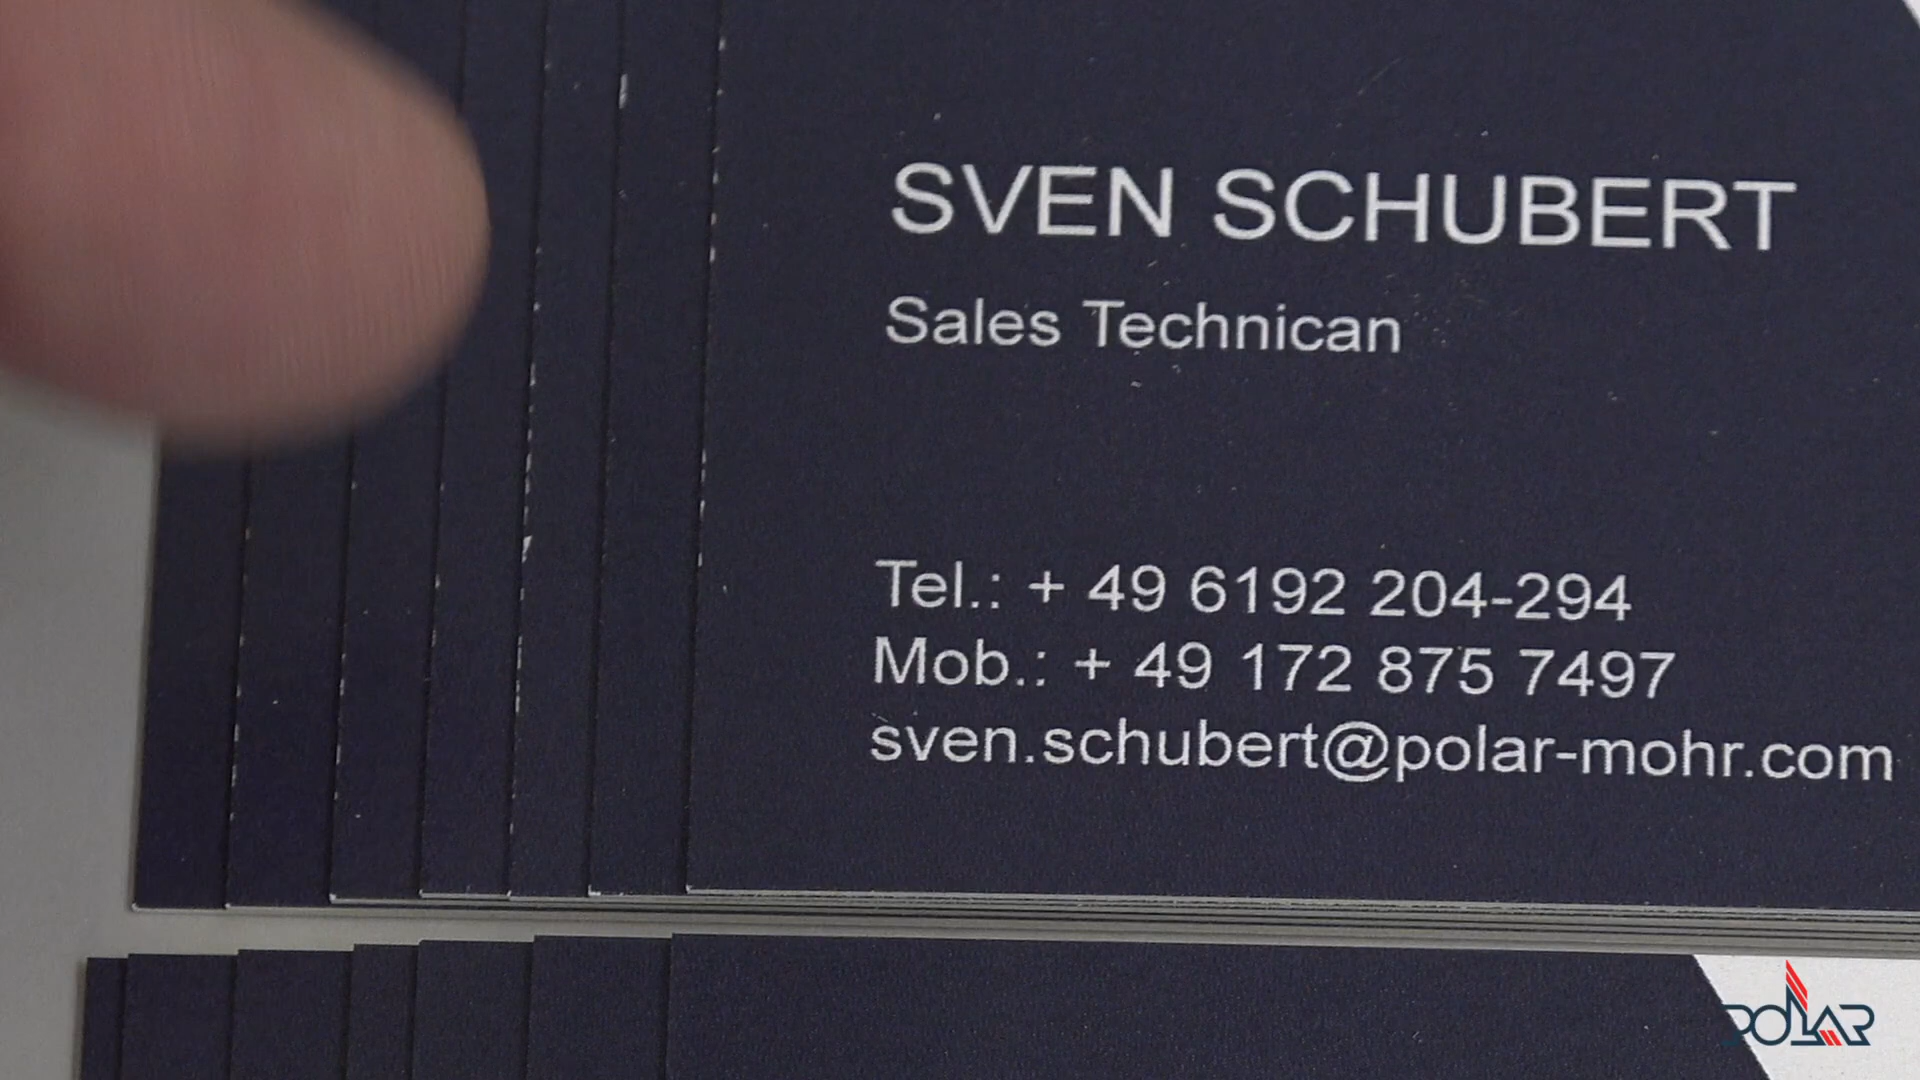 SVEN SCHUBERT
Sales Technican
Tel.: + 49 6192 204-294
Mob.: + 49 172 875 7497
sven.schubert@polar-mohr.com
POLAR